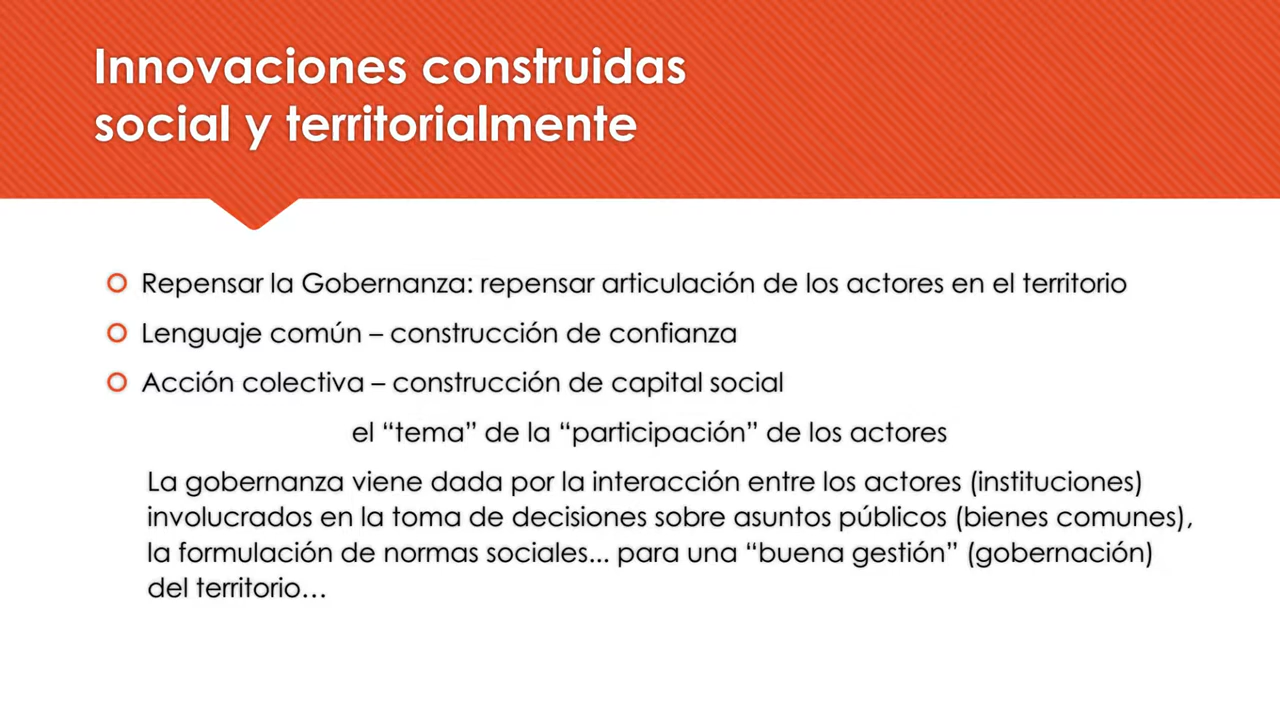 Innovaciones construidas
social y territorialmente
Repensar la Gobernanza: repensar articulación de los actores en el territorio
Lenguaje común – construcción de confianza
Acción colectiva – construcción de capital social
el “tema” de la “participación” de los actores
La gobernanza viene dada por la interacción entre los actores (instituciones)
involucrados en la toma de decisiones sobre asuntos públicos (bienes comunes),
la formulación de normas sociales... para una “buena gestión” (gobernación)
del territorio…